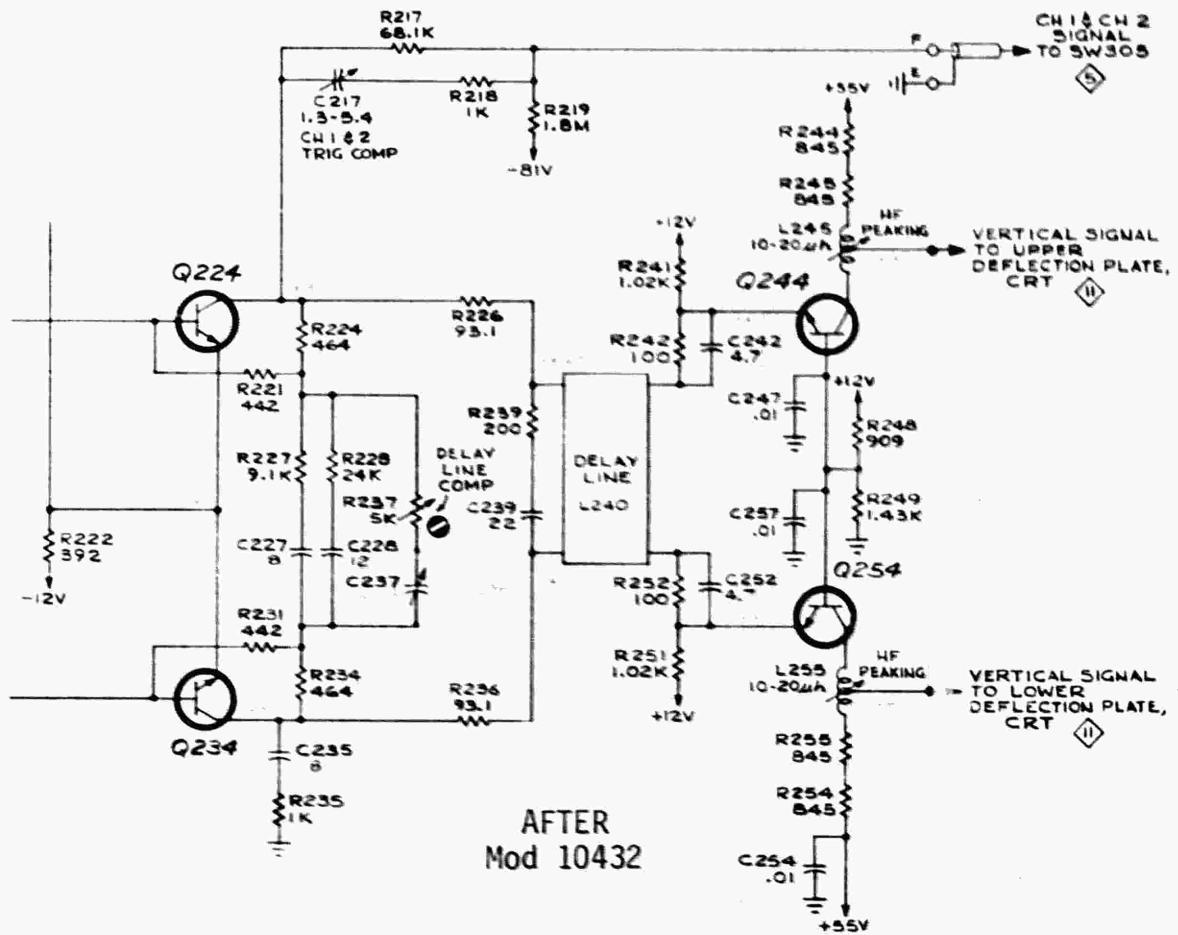 R217
68.1K
C217
1.3-5.4
CH 1 & 2
TRIG COMP
R218
1K
R219
1.8M
-81V
F
E
CH 1 & CH 2
SIGNAL
TO SW305
5
+55V
R244
845
R245
845
L245
10-20µh
HF
PEAKING
VERTICAL SIGNAL
TO UPPER
DEFLECTION PLATE,
CRT
11
Q224
R224
464
R226
93.1
+12V
R241
1.02K
R242
100
C242
4.7
Q244
R221
442
R227
9.1K
R228
24K
R237
5K
DELAY
LINE
COMP
R239
200
C239
22
DELAY
LINE
L240
C247
.01
+12V
R248
909
R249
1.43K
C257
.01
R222
392
-12V
C227
8
C228
12
C237
R252
100
C252
4.7
Q254
R231
442
R234
464
R251
1.02K
+12V
R236
93.1
L255
10-20µh
HF
PEAKING
VERTICAL SIGNAL
TO LOWER
DEFLECTION PLATE,
CRT
11
Q234
C235
8
R235
1K
R255
845
R254
845
C254
.01
+55V
AFTER
Mod 10432